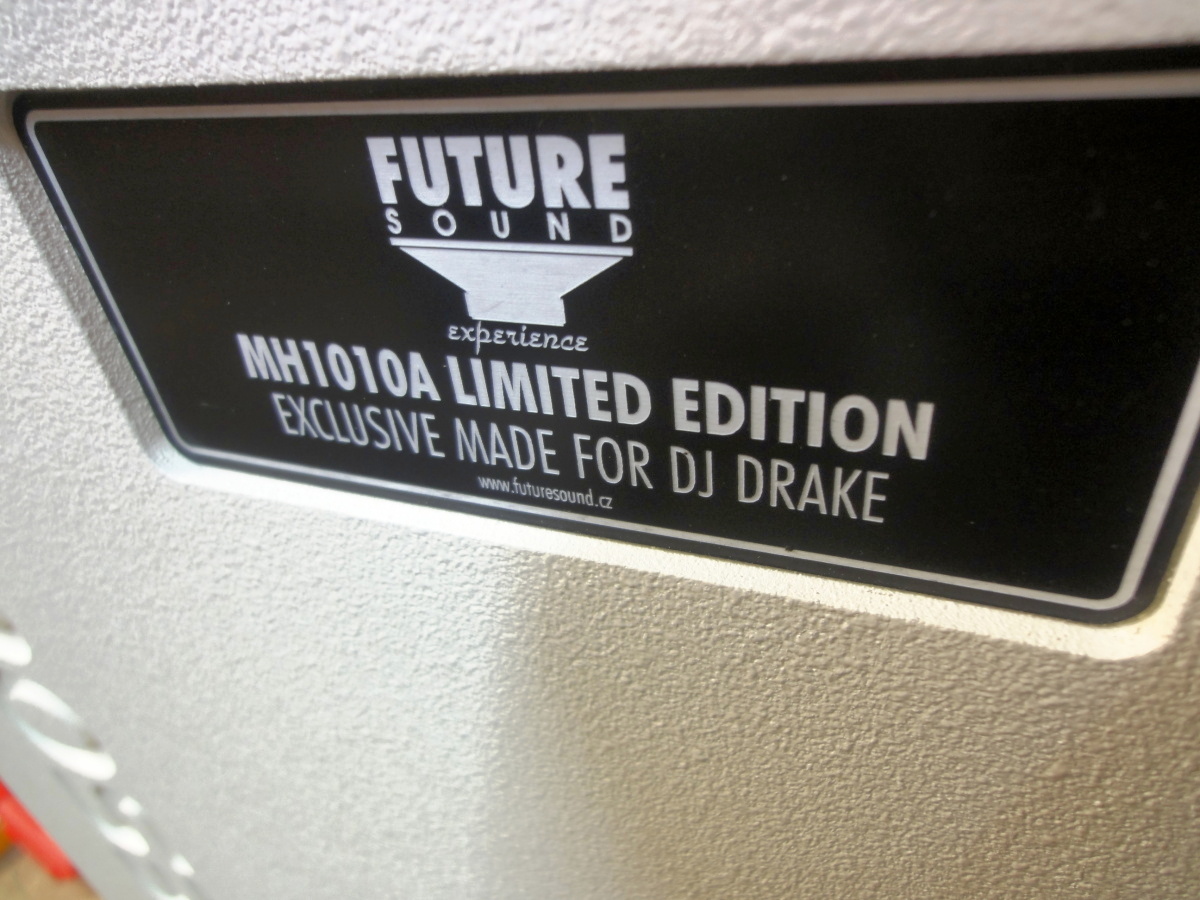 FUTURE
SOUND
experience
MH1010A LIMITED EDITION
EXCLUSIVE MADE FOR DJ DRAKE
www.futuresound.cz